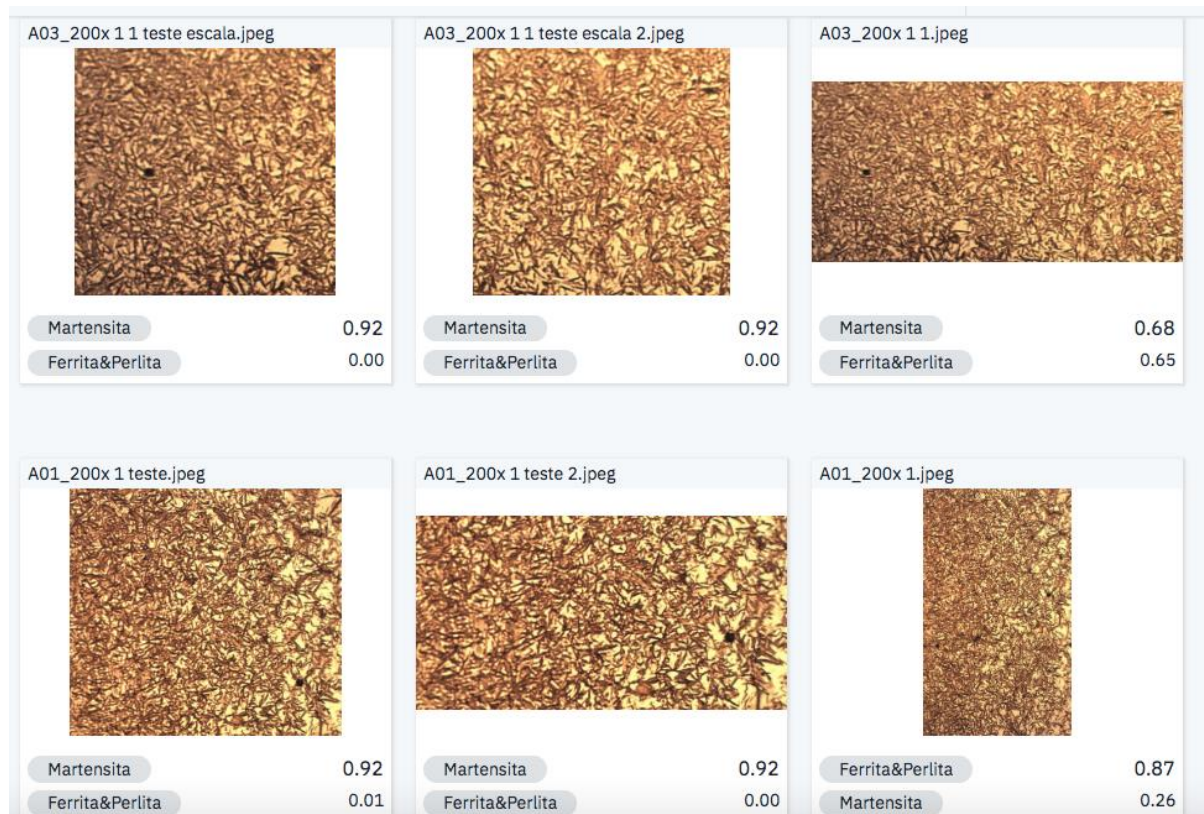 A03_200x 1 1 teste escala.jpeg
A03_200x 1 1 teste escala 2.jpeg
A03_200x 1 1.jpeg
Martensita 0.92
Ferrita&Perlita 0.00
Martensita 0.92
Ferrita&Perlita 0.00
Martensita 0.68
Ferrita&Perlita 0.65
A01_200x 1 teste.jpeg
A01_200x 1 teste 2.jpeg
A01_200x 1.jpeg
Martensita 0.92
Ferrita&Perlita 0.01
Martensita 0.92
Ferrita&Perlita 0.00
Ferrita&Perlita 0.87
Martensita 0.26